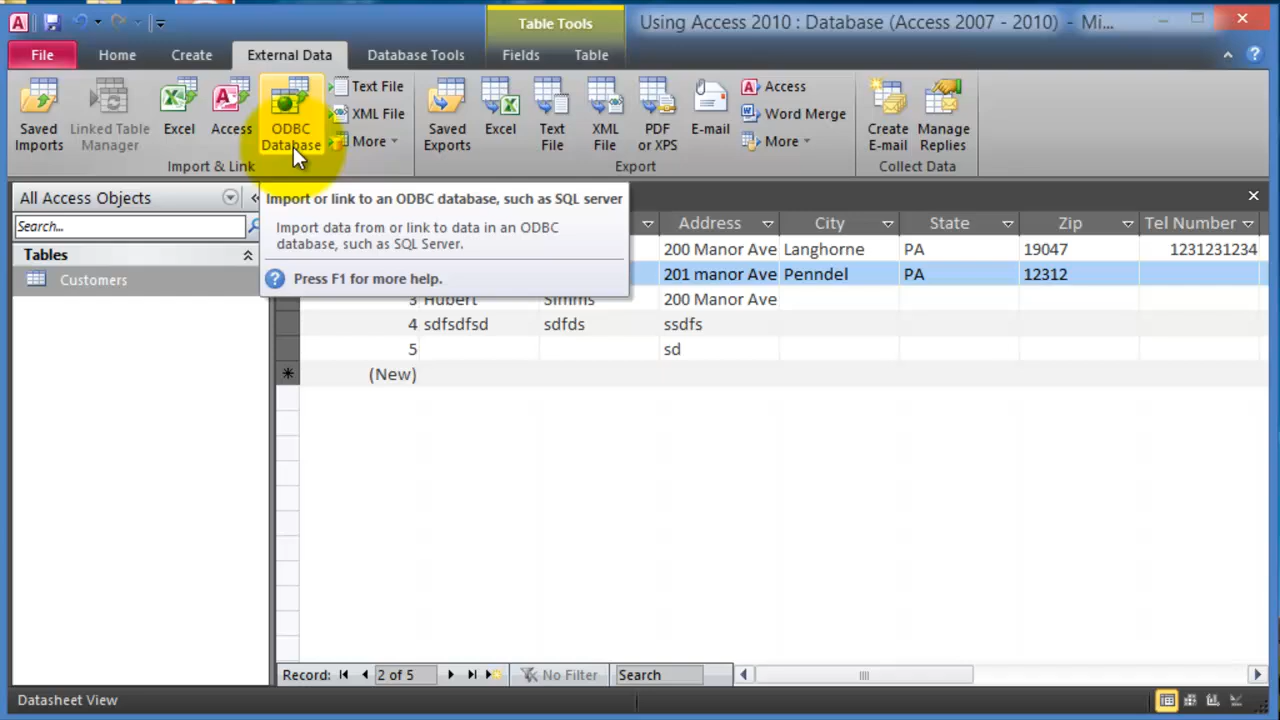 Table Tools
Using Access 2010 : Database (Access 2007 - 2010) - Mi...
File Home Create External Data Database Tools Fields Table
Saved Imports
Linked Table Manager
Excel
Access
ODBC Database
Text File
XML File
More
Import & Link
Saved Exports
Excel
Text File
XML File
PDF or XPS
E-mail
Access
Word Merge
More
Export
Create E-mail
Manage Replies
Collect Data
All Access Objects
Search...
Tables
Customers
Import or link to an ODBC database, such as SQL server
Import data from or link to data in an ODBC
database, such as SQL Server.
Press F1 for more help.
Address City State Zip Tel Number
200 Manor Ave Langhorne PA 19047 1231231234
201 manor Ave Penndel PA 12312
3 Hubert Simms 200 Manor Ave
4 sdfsdfsd sdfds ssdfs
5 sd
(New)
Record: 2 of 5 No Filter Search
Datasheet View